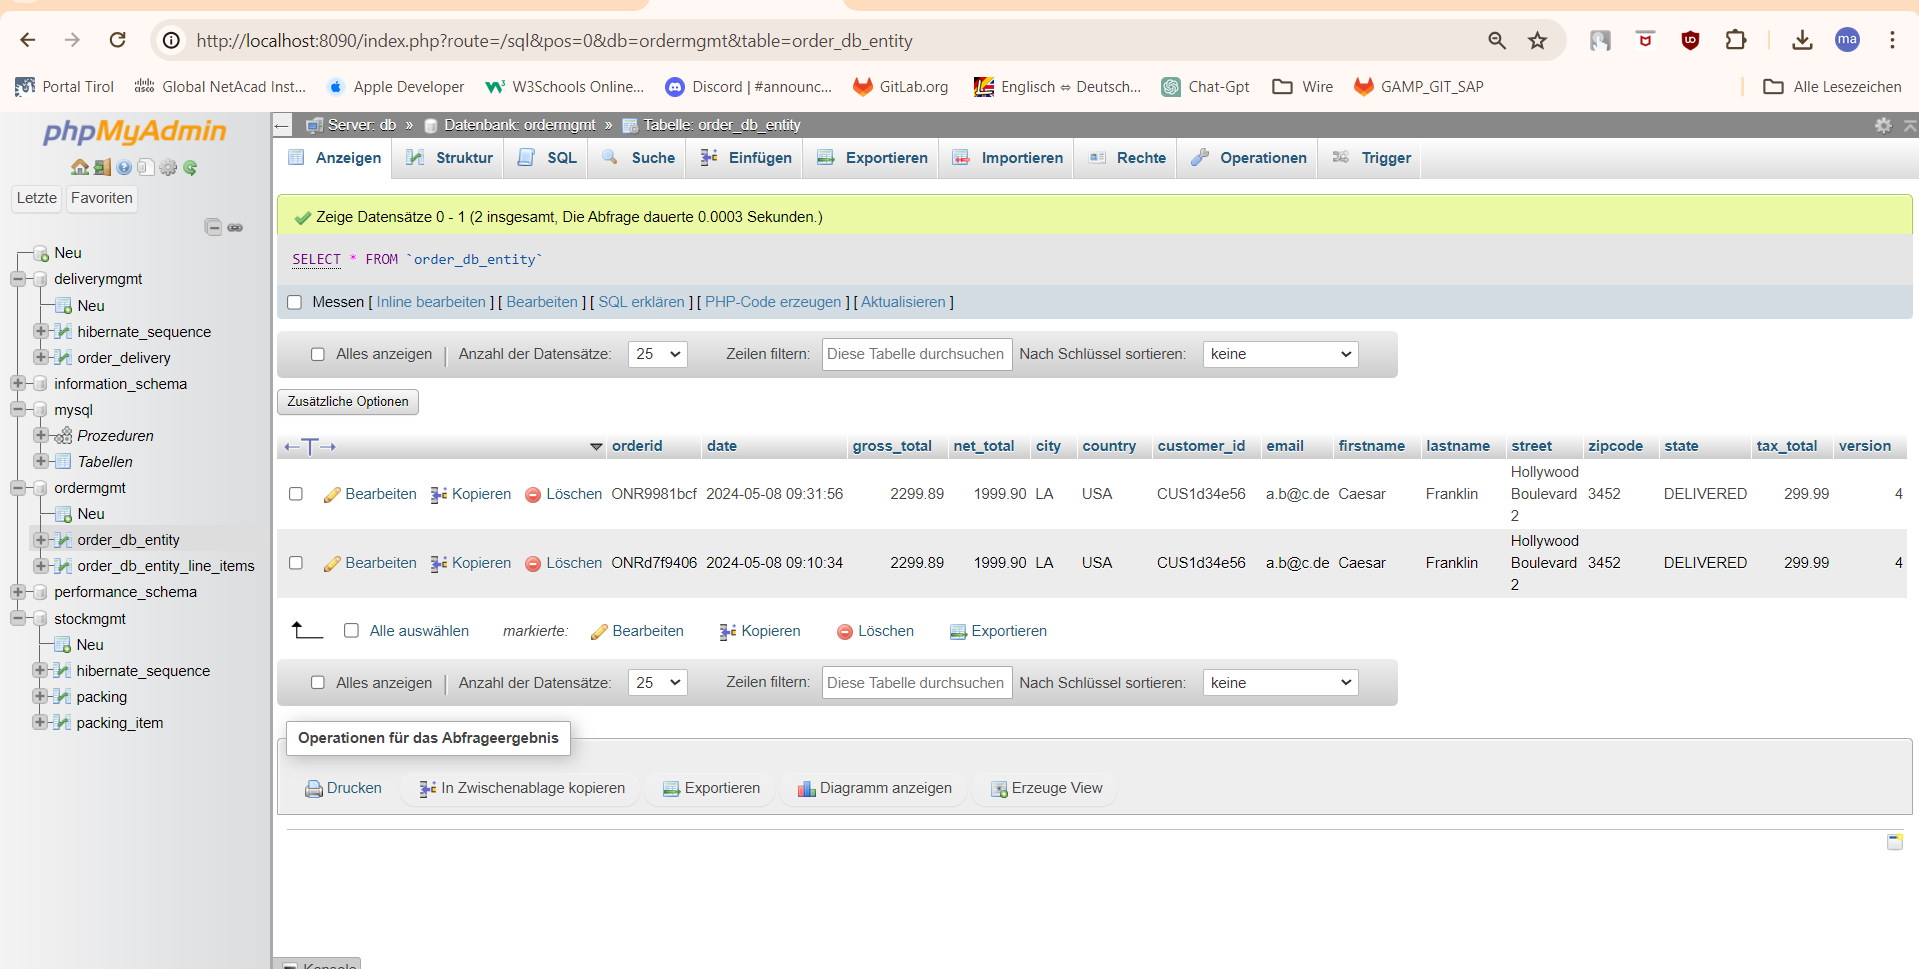 http://localhost:8090/index.php?route=/sql&pos=0&db=ordermgmt&table=order_db_entity
ma
Portal Tirol
Global NetAcad Inst...
Apple Developer
W3Schools Online...
Discord | #announc...
GitLab.org
Englisch ⇔ Deutsch...
Chat-Gpt
Wire
GAMP_GIT_SAP
Alle Lesezeichen
phpMyAdmin
Letzte
Favoriten
Neu
deliverymgmt
Neu
hibernate_sequence
order_delivery
information_schema
mysql
Prozeduren
Tabellen
ordermgmt
Neu
order_db_entity
order_db_entity_line_items
performance_schema
stockmgmt
Neu
hibernate_sequence
packing
packing_item
Server: db » Datenbank: ordermgmt » Tabelle: order_db_entity
Anzeigen
Struktur
SQL
Suche
Einfügen
Exportieren
Importieren
Rechte
Operationen
Trigger
Zeige Datensätze 0 - 1 (2 insgesamt, Die Abfrage dauerte 0.0003 Sekunden.)
SELECT * FROM `order_db_entity`
Messen [ Inline bearbeiten ] [ Bearbeiten ] [ SQL erklären ] [ PHP-Code erzeugen ] [ Aktualisieren ]
Alles anzeigen | Anzahl der Datensätze: 25 Zeilen filtern: Diese Tabelle durchsuchen Nach Schlüssel sortieren: keine
Zusätzliche Optionen
orderid date gross_total net_total city country customer_id email firstname lastname street zipcode state tax_total version
Bearbeiten Kopieren Löschen ONR9981bcf 2024-05-08 09:31:56 2299.89 1999.90 LA USA CUS1d34e56 a.b@c.de Caesar Franklin Hollywood Boulevard 2 3452 DELIVERED 299.99 4
Bearbeiten Kopieren Löschen ONRd7f9406 2024-05-08 09:10:34 2299.89 1999.90 LA USA CUS1d34e56 a.b@c.de Caesar Franklin Hollywood Boulevard 2 3452 DELIVERED 299.99 4
Alle auswählen markierte: Bearbeiten Kopieren Löschen Exportieren
Alles anzeigen | Anzahl der Datensätze: 25 Zeilen filtern: Diese Tabelle durchsuchen Nach Schlüssel sortieren: keine
Operationen für das Abfrageergebnis
Drucken In Zwischenablage kopieren Exportieren Diagramm anzeigen Erzeuge View
Konsole